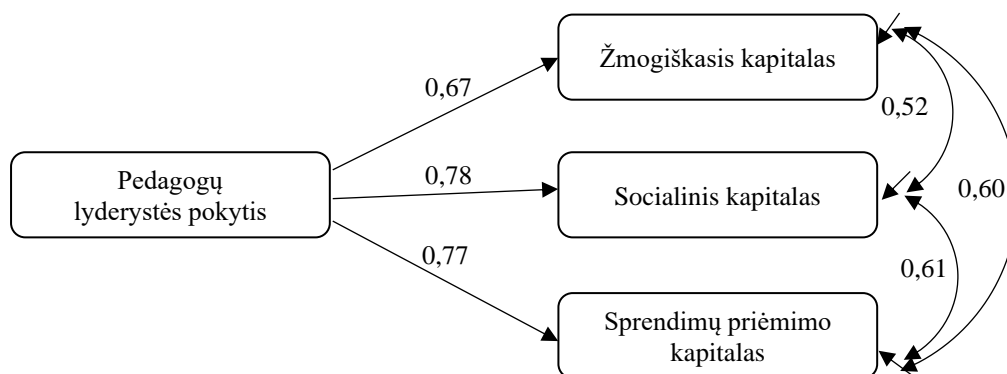 Žmogiškasis kapitalas
0,67
0,52
Pedagogų
lyderystės pokytis
0,78
Socialinis kapitalas
0,60
0,77
0,61
Sprendimų priėmimo
kapitalas